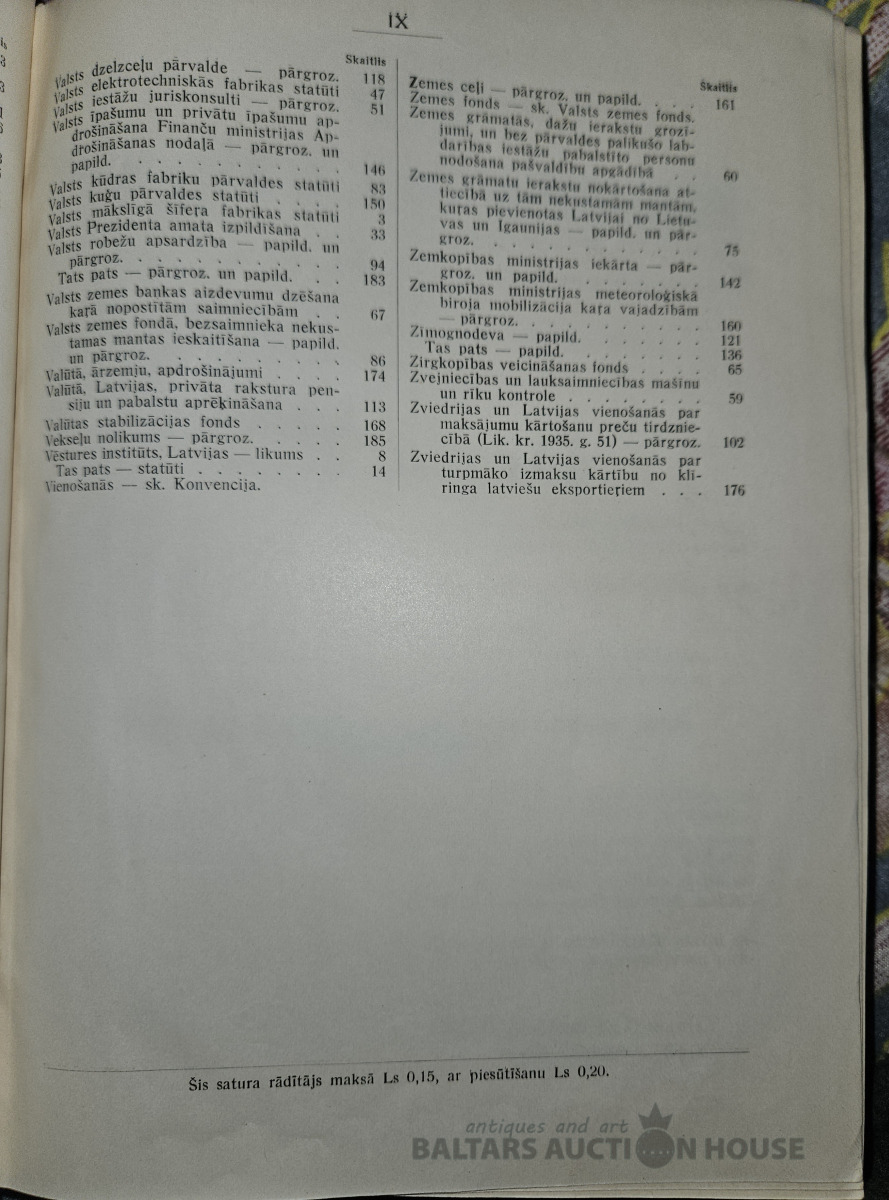 IX
Skaitlis
Valsts dzelzceļu pārvalde — pārgroz. 118
Valsts elektrotechniskās fabrikas statūti 47
Valsts iestāžu juriskonsulti — pārgroz. 51
Valsts īpašumu un privātu īpašumu ap-
drošināšana Finanču ministrijas Ap-
drošināšanas nodaļā — pārgroz. un
papild. . . . . . . . . . 146
Valsts kūdras fabriku pārvaldes statūti 83
Valsts kuģu pārvaldes statūti . . . . 150
Valsts mākslīgā šīfera fabrikas statūti 3
Valsts Prezidenta amata izpildīšana . . 33
Valsts robežu apsardzība — papild. un
pārgroz. . . . . . . . . . 94
Tats pats — pārgroz. un papild. . . 183
Valsts zemes bankas aizdevumu dzēšana
kaŗā nopostītām saimniecībām . . 67
Valsts zemes fondā, bezsaimnieka nekus-
tamas mantas ieskaitīšana — papild.
un pārgroz. . . . . . . . . 86
Valūtā, ārzemju, apdrošinājumi . . . . 174
Valūtā, Latvijas, privāta rakstura pen-
siju un pabalstu aprēķināšana . . . 113
Valūtas stabilizācijas fonds . . . . . 168
Vekseļu nolikums — pārgroz. . . . . 185
Vēstures institūts, Latvijas — likums . . 8
Tas pats — statūti . . . . . . . 14
Vienošanās — sk. Konvencija.
Skaitlis
Zemes ceļi — pārgroz. un papild. . . . 161
Zemes fonds — sk. Valsts zemes fonds.
Zemes grāmatās, dažu ierakstu grozī-
jumi, un bez pārvaldes palikušo lab-
darības iestāžu pabalstīto personu
nodošana pašvaldību apgādībā . . 60
Zemes grāmatu ierakstu nokārtošana at-
tiecībā uz tām nekustamām mantām,
kuŗas pievienotas Latvijai no Lietu-
vas un Igaunijas — papild. un pār-
groz. . . . . . . . . . . 75
Zemkopības ministrijas iekārta — pār-
groz. un papild. . . . . . . . 142
Zemkopības ministrijas meteoroloģiskā
biroja mobilizācija kaŗa vajadzībām
— pārgroz. . . . . . . . . 160
Zīmognodeva — papild. . . . . . . 121
Tas pats — papild. . . . . . . 136
Zirgkopības veicināšanas fonds . . . . 65
Zvejniecības un lauksaimniecības mašīnu
un rīku kontrole . . . . . . . 59
Zviedrijas un Latvijas vienošanās par
maksājumu kārtošanu preču tirdznie-
cībā (Lik. kr. 1935. g. 51) — pārgroz. 102
Zviedrijas un Latvijas vienošanās par
turpmāko izmaksu kārtību no klī-
ringa latviešu eksportieŗiem . . . 176
Šis satura rādītājs maksā Ls 0,15, ar piesūtīšanu Ls 0,20.
antiques and art
BALTARS AUCTION HOUSE